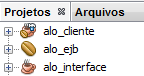 Projetos Arquivos
alo_cliente
alo_ejb
alo_interface